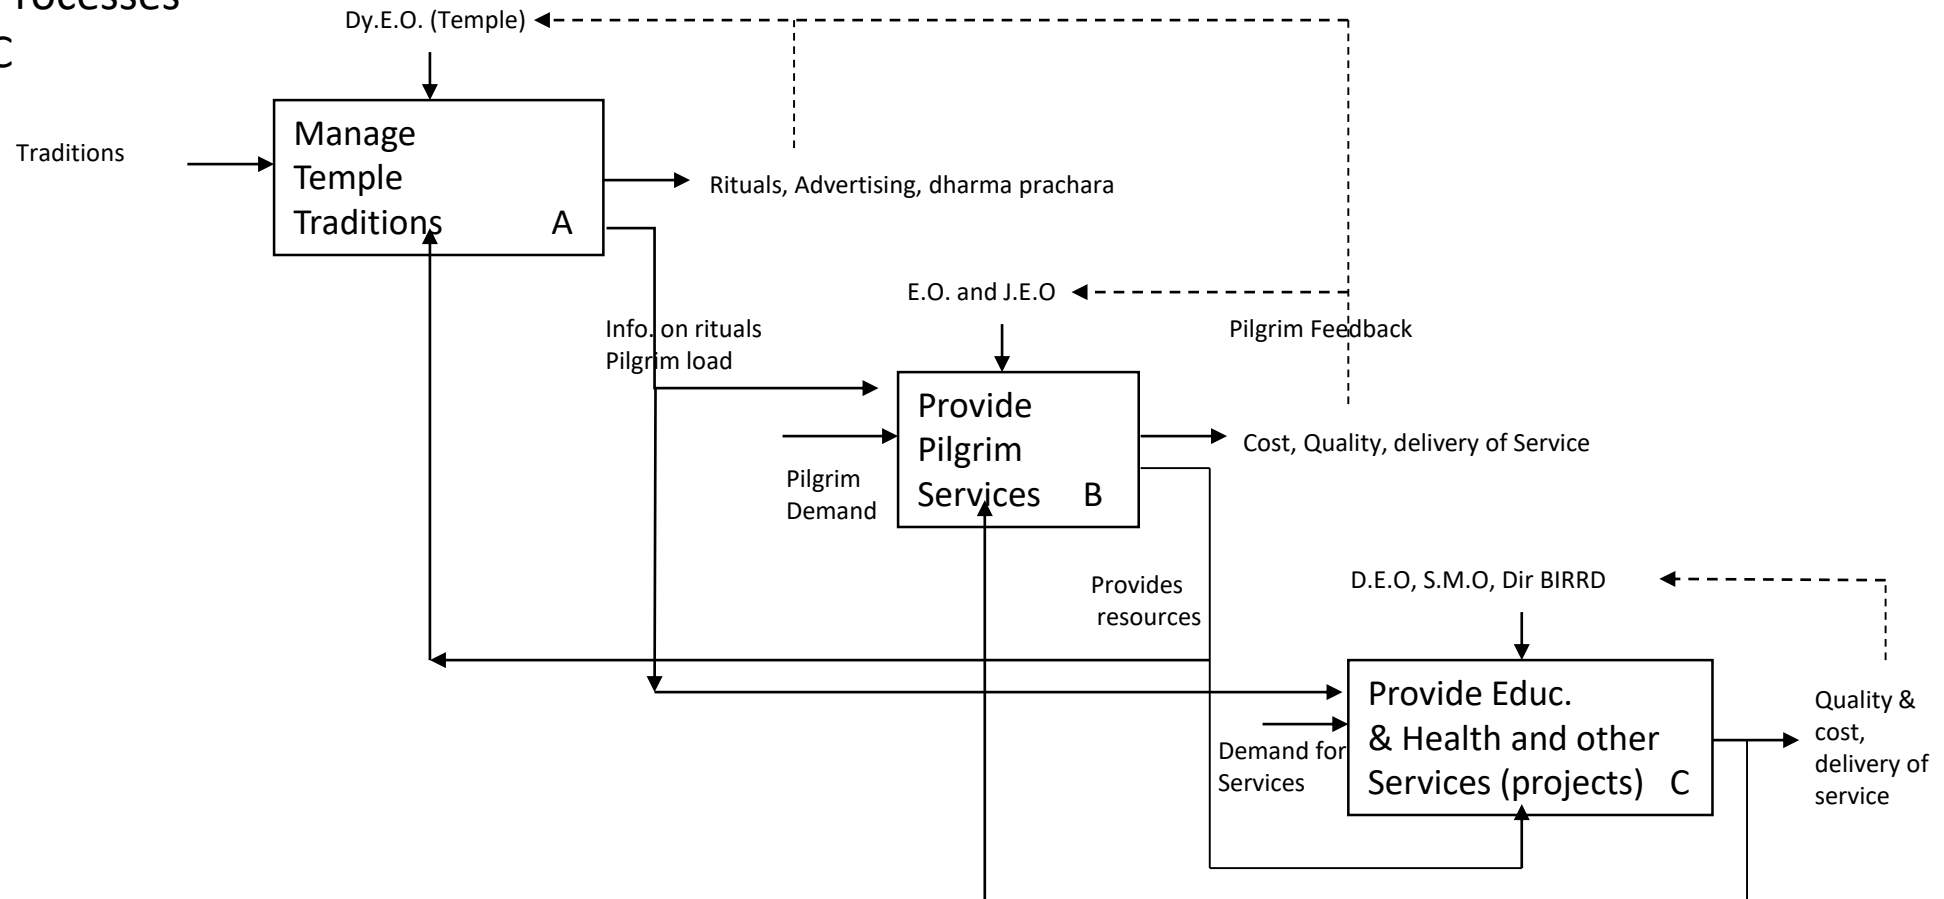 rocesses
C
Dy.E.O. (Temple)
Traditions
Manage
Temple
Traditions A
Rituals, Advertising, dharma prachara
E.O. and J.E.O
Info. on rituals
Pilgrim load
Pilgrim Feedback
Provide
Pilgrim
Services B
Cost, Quality, delivery of Service
Pilgrim
Demand
Provides
resources
D.E.O, S.M.O, Dir BIRRD
Provide Educ.
& Health and other
Services (projects) C
Demand for
Services
Quality &
cost,
delivery of
service